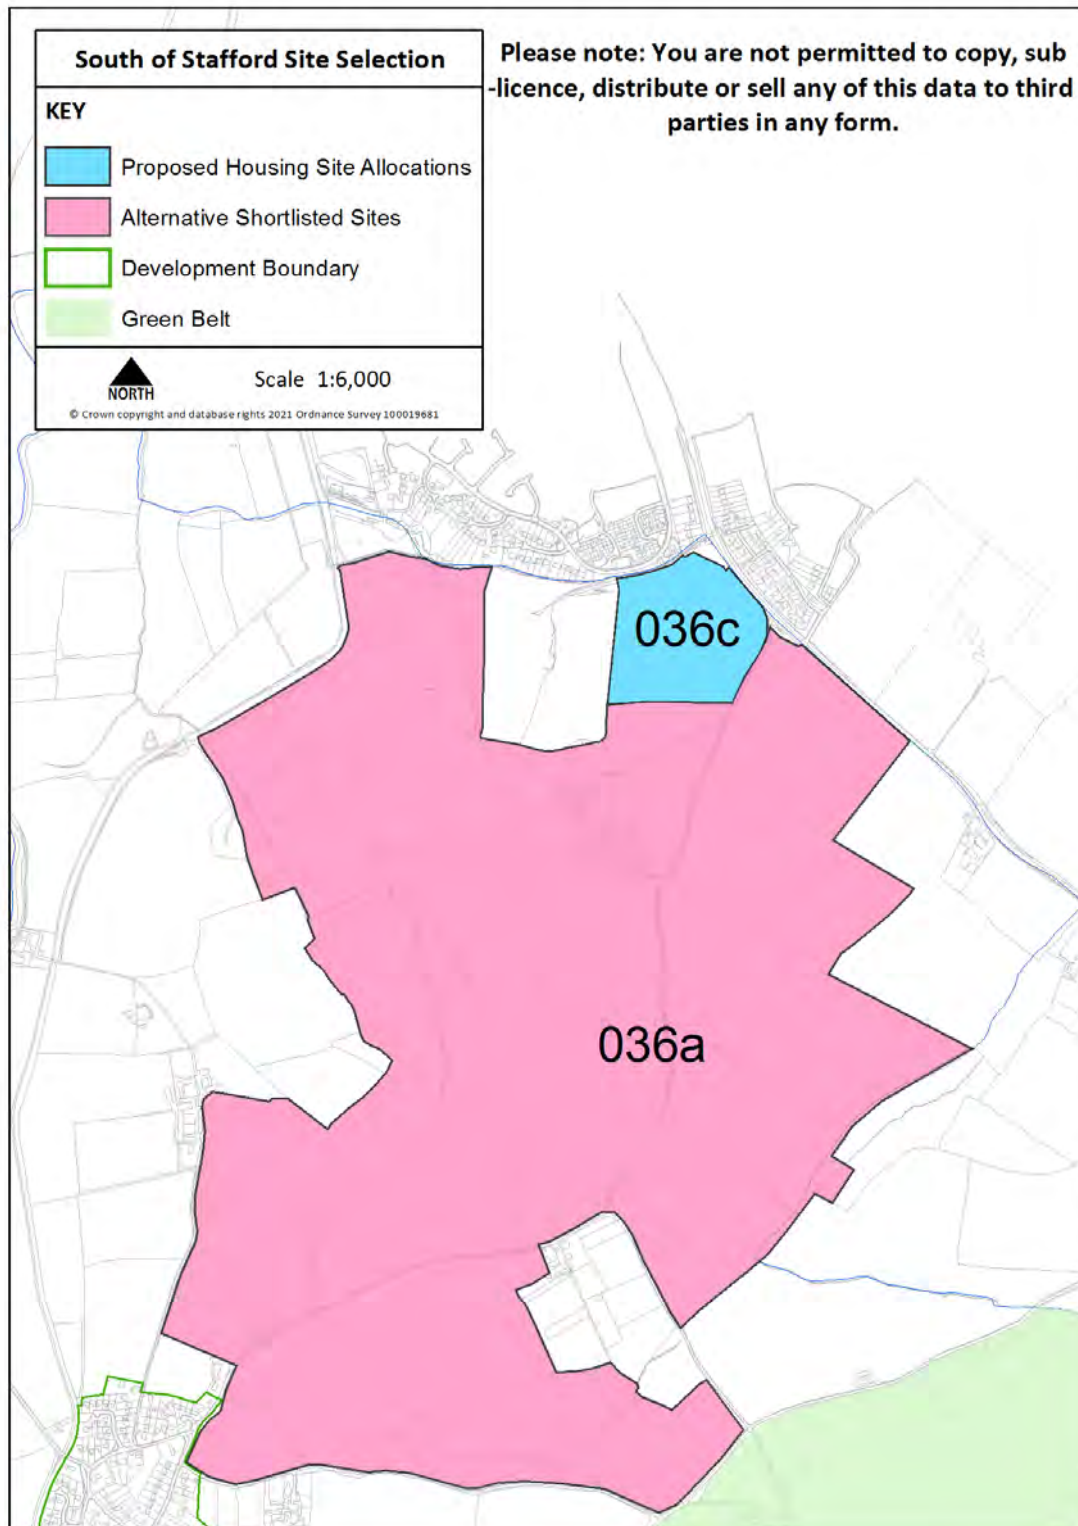 South of Stafford Site Selection
Please note: You are not permitted to copy, sub
-licence, distribute or sell any of this data to third
parties in any form.
KEY
Proposed Housing Site Allocations
Alternative Shortlisted Sites
Development Boundary
Green Belt
NORTH
Scale 1:6,000
© Crown copyright and database rights 2021 Ordnance Survey 100019681
036c
036a